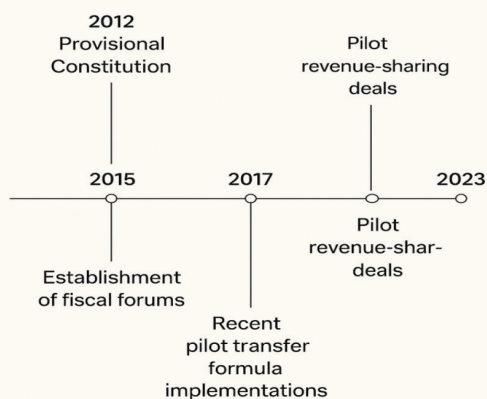 2012
Provisional
Constitution
Pilot
revenue-sharing
deals
2015
2017
2023
Establishment
of fiscal forums
Recent
pilot transfer
formula
implementations
Pilot
revenue-shar-
deals